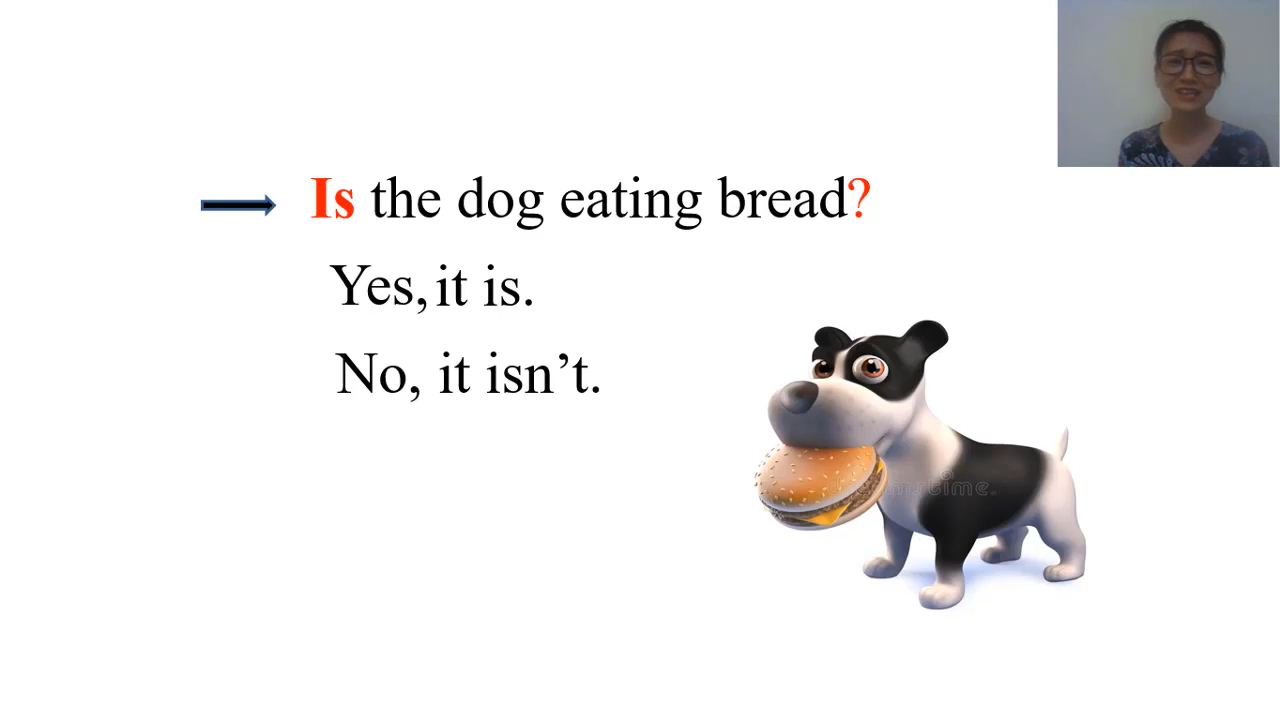 Is the dog eating bread?
Yes, it is.
No, it isn’t.